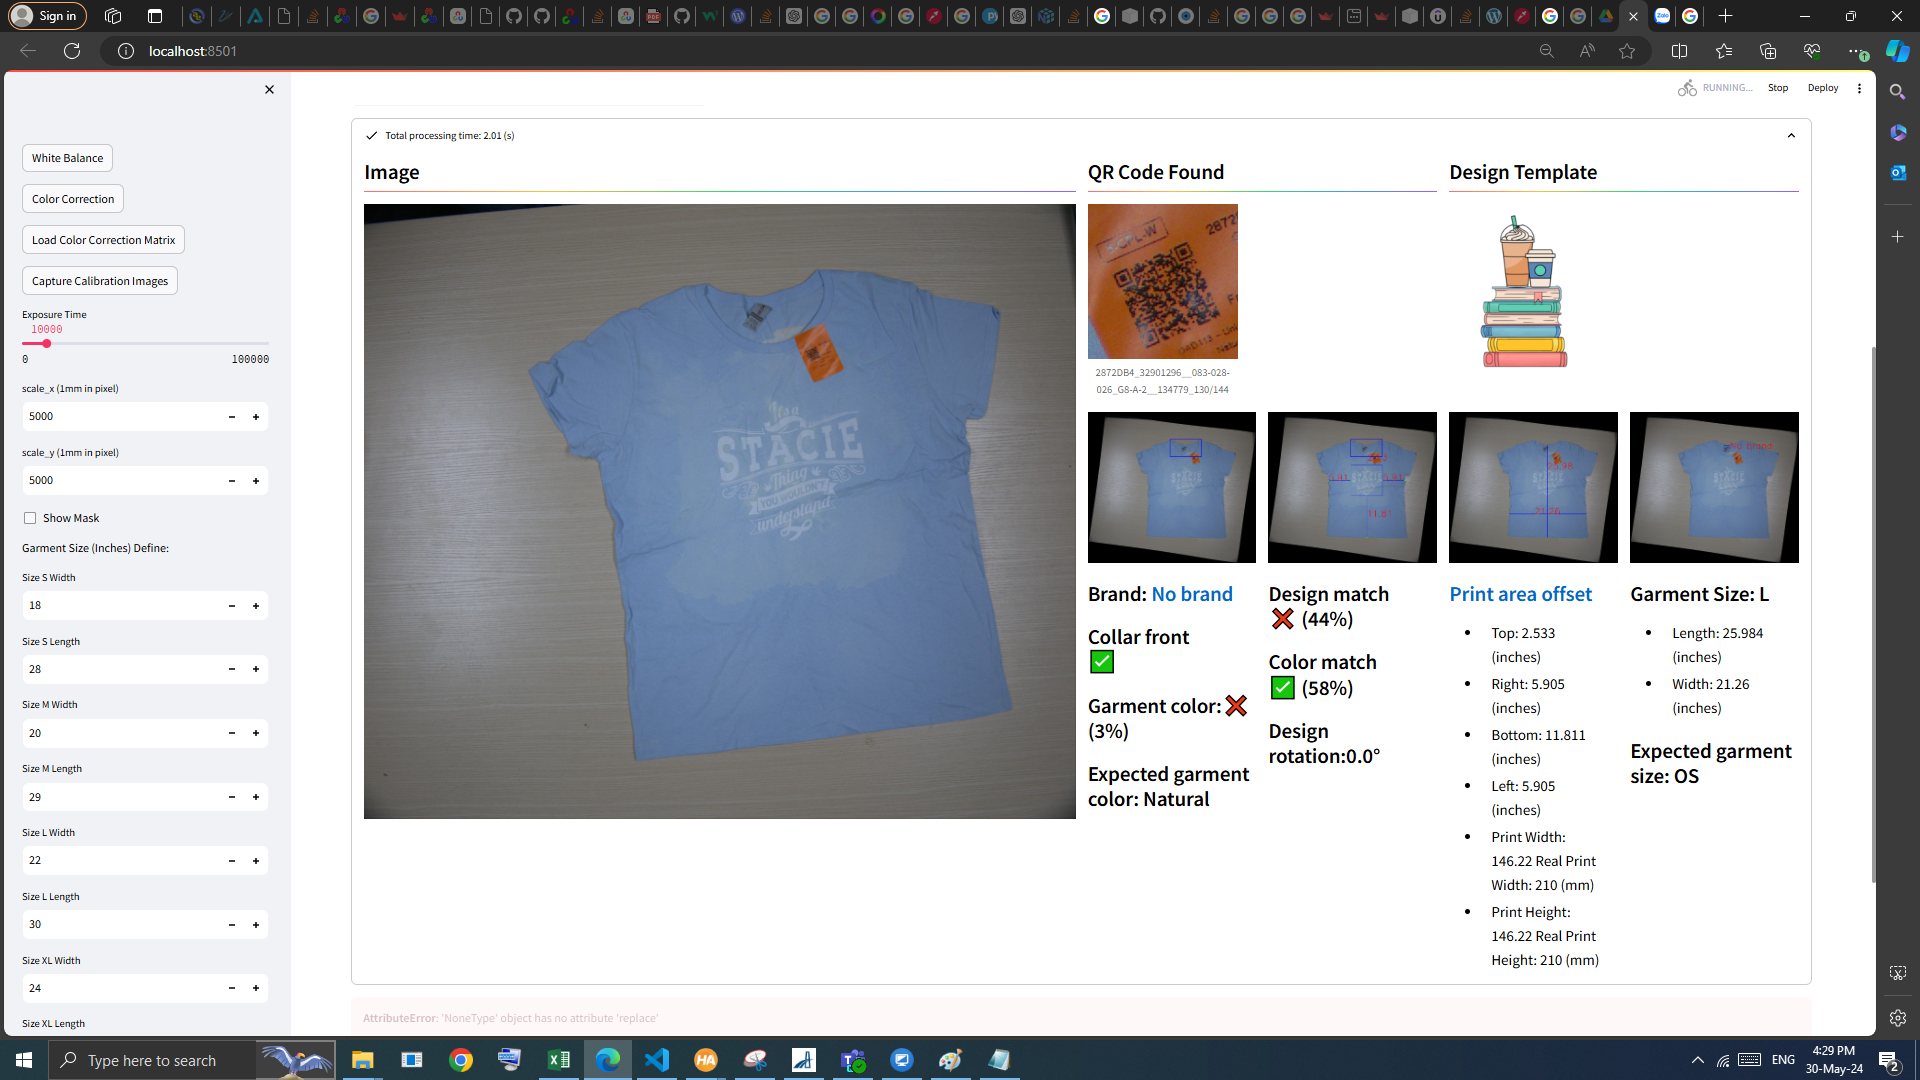 Sign in
localhost:8501
RUNNING...
Stop
Deploy
White Balance
Color Correction
Load Color Correction Matrix
Capture Calibration Images
Exposure Time
10000
0
100000
scale_x (1mm in pixel)
5000
scale_y (1mm in pixel)
5000
Show Mask
Garment Size (Inches) Define:
Size S Width
18
Size S Length
28
Size M Width
20
Size M Length
29
Size L Width
22
Size L Length
30
Size XL Width
24
Size XL Length
Total processing time: 2.01 (s)
Image
It's a
STACIE
Thing
YOU WOULDN'T
understand
QR Code Found
2872DB4_32901296__083-028-
026_G8-A-2__134779_130/144
Design Template
Brand: No brand
Collar front
Garment color:
(3%)
Expected garment
color: Natural
Design match
(44%)
Color match
(58%)
Design
rotation:0.0°
Print area offset
Top: 2.533
(inches)
Right: 5.905
(inches)
Bottom: 11.811
(inches)
Left: 5.905
(inches)
Print Width:
146.22 Real Print
Width: 210 (mm)
Print Height:
146.22 Real Print
Height: 210 (mm)
Garment Size: L
Length: 25.984
(inches)
Width: 21.26
(inches)
Expected garment
size: OS
AttributeError: 'NoneType' object has no attribute 'replace'
Type here to search
ENG
4:29 PM
30-May-24
2